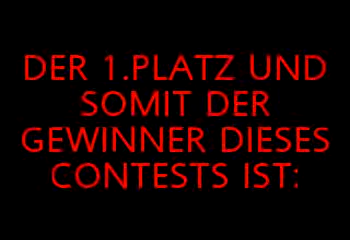 DER 1.PLATZ UND
SOMIT DER
GEWINNER DIESES
CONTESTS IST: